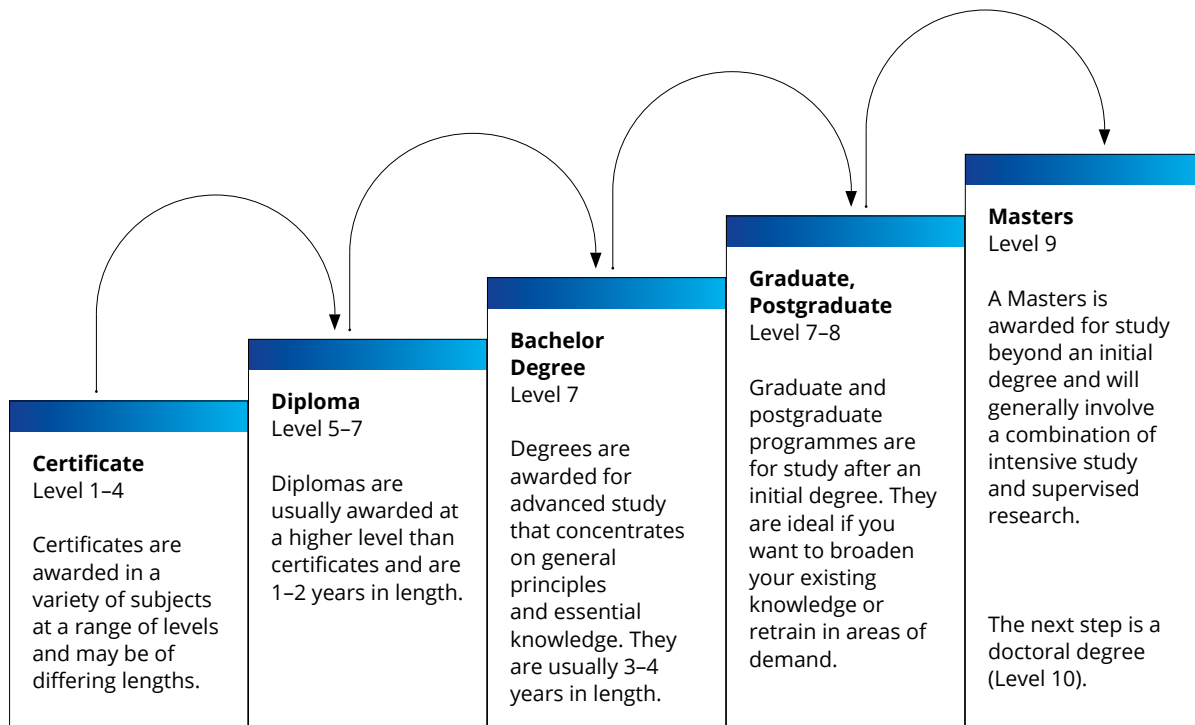 Certificate
Level 1–4
Certificates are
awarded in a
variety of subjects
at a range of levels
and may be of
differing lengths.
Diploma
Level 5–7
Diplomas are
usually awarded at
a higher level than
certificates and are
1–2 years in length.
Bachelor
Degree
Level 7
Degrees are
awarded for
advanced study
that concentrates
on general
principles
and essential
knowledge. They
are usually 3–4
years in length.
Graduate,
Postgraduate
Level 7–8
Graduate and
postgraduate
programmes are
for study after an
initial degree. They
are ideal if you
want to broaden
your existing
knowledge or
retrain in areas of
demand.
Masters
Level 9
A Masters is
awarded for study
beyond an initial
degree and will
generally involve
a combination of
intensive study
and supervised
research.
The next step is a
doctoral degree
(Level 10).